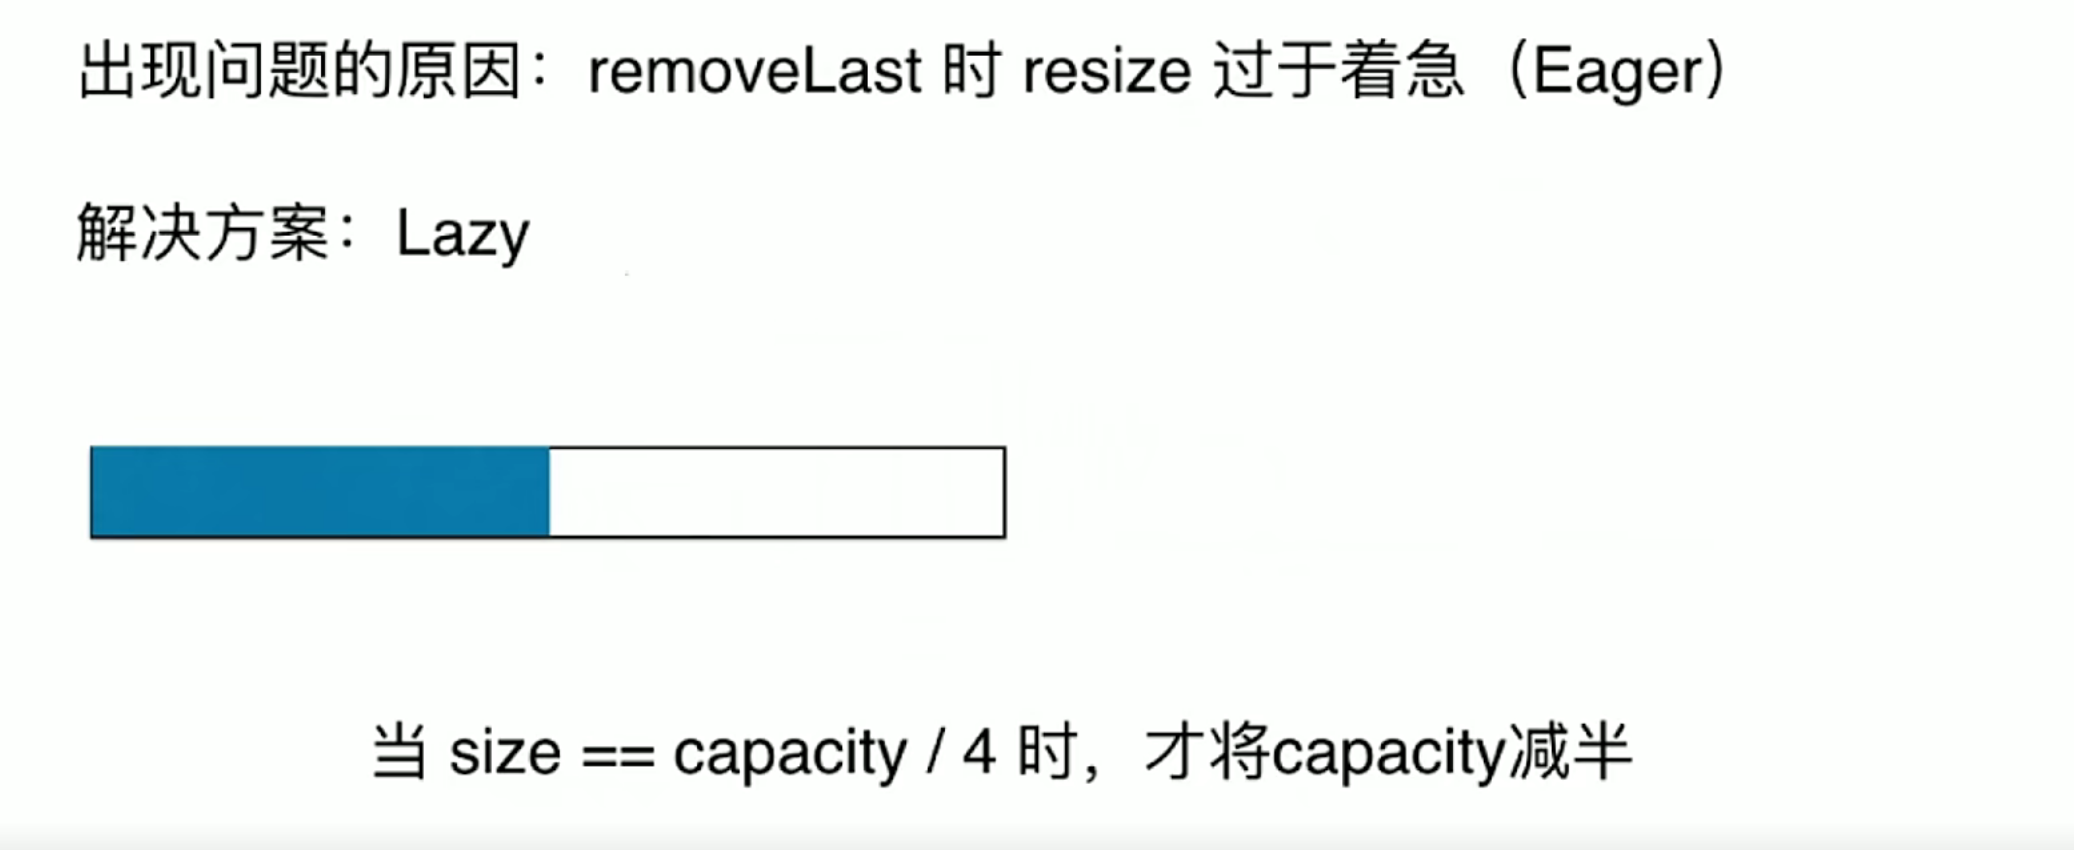 出现问题的原因：removeLast 时 resize 过于着急（Eager）
解决方案：Lazy
当 size == capacity / 4 时，才将capacity减半